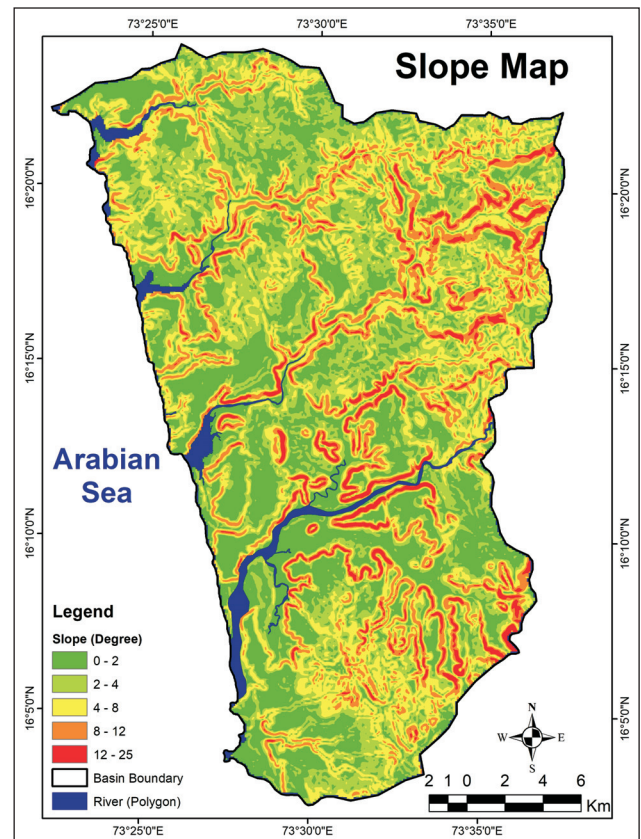 73°25'0"E 73°30'0"E 73°35'0"E
Slope Map
16°20'0"N 16°20'0"N
16°15'0"N 16°15'0"N
Arabian
Sea
16°10'0"N 16°10'0"N
Legend
Slope (Degree)
0 - 2
2 - 4
4 - 8
8 - 12
12 - 25
Basin Boundary
River (Polygon)
16°5'0"N 16°5'0"N
N
W E
S
2 1 0 2 4 6
Km
73°25'0"E 73°30'0"E 73°35'0"E